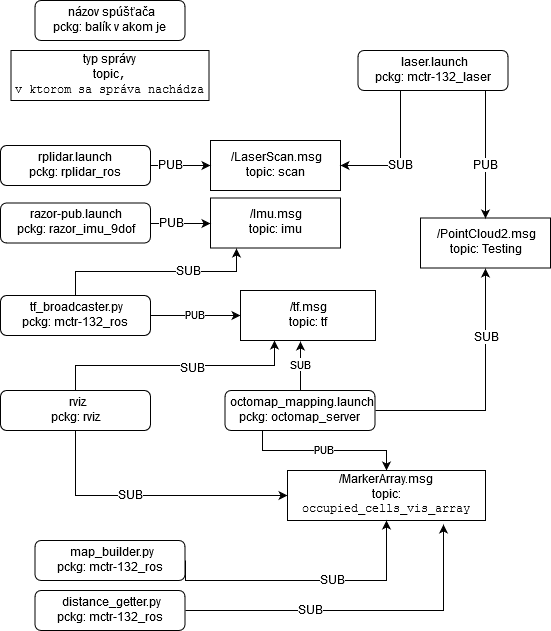 názov spúšťača
pckg: balík v akom je
typ správy
topic,
v ktorom sa správa nachádza
laser.launch
pckg: mctr-132_laser
rplidar.launch
pckg: rplidar_ros
PUB
/LaserScan.msg
topic: scan
SUB
PUB
razor-pub.launch
pckg: razor_imu_9dof
PUB
/Imu.msg
topic: imu
/PointCloud2.msg
topic: Testing
SUB
tf_broadcaster.py
pckg: mctr-132_ros
PUB
/tf.msg
topic: tf
SUB
SUB
SUB
rviz
pckg: rviz
octomap_mapping.launch
pckg: octomap_server
PUB
/MarkerArray.msg
topic:
occupied_cells_vis_array
SUB
map_builder.py
pckg: mctr-132_ros
SUB
distance_getter.py
pckg: mctr-132_ros
SUB